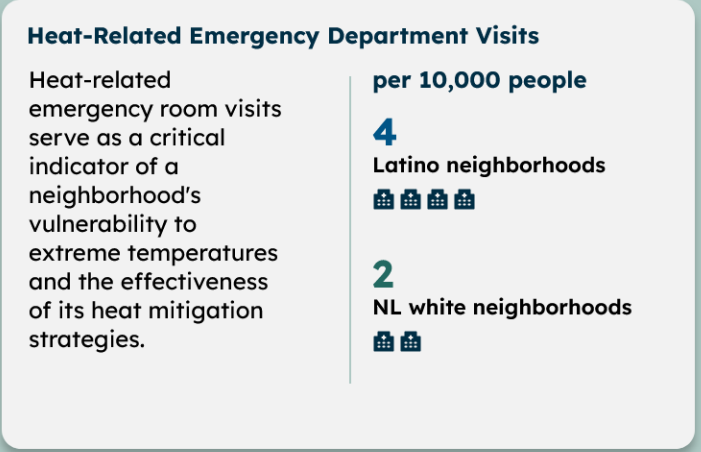 Heat-Related Emergency Department Visits
Heat-related
emergency room visits
serve as a critical
indicator of a
neighborhood's
vulnerability to
extreme temperatures
and the effectiveness
of its heat mitigation
strategies.
per 10,000 people
4
Latino neighborhoods
2
NL white neighborhoods